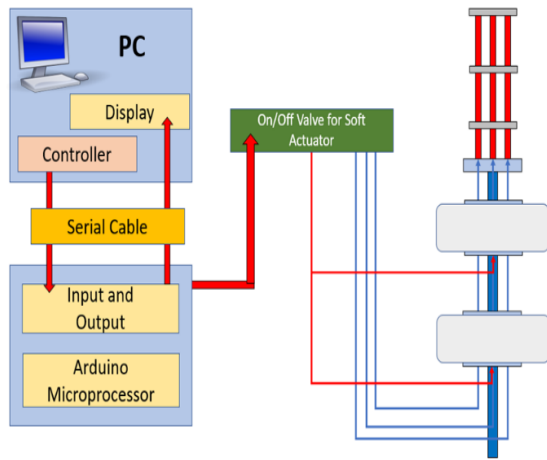 PC
Display
Controller
Serial Cable
Input and
Output
Arduino
Microprocessor
On/Off Valve for Soft
Actuator